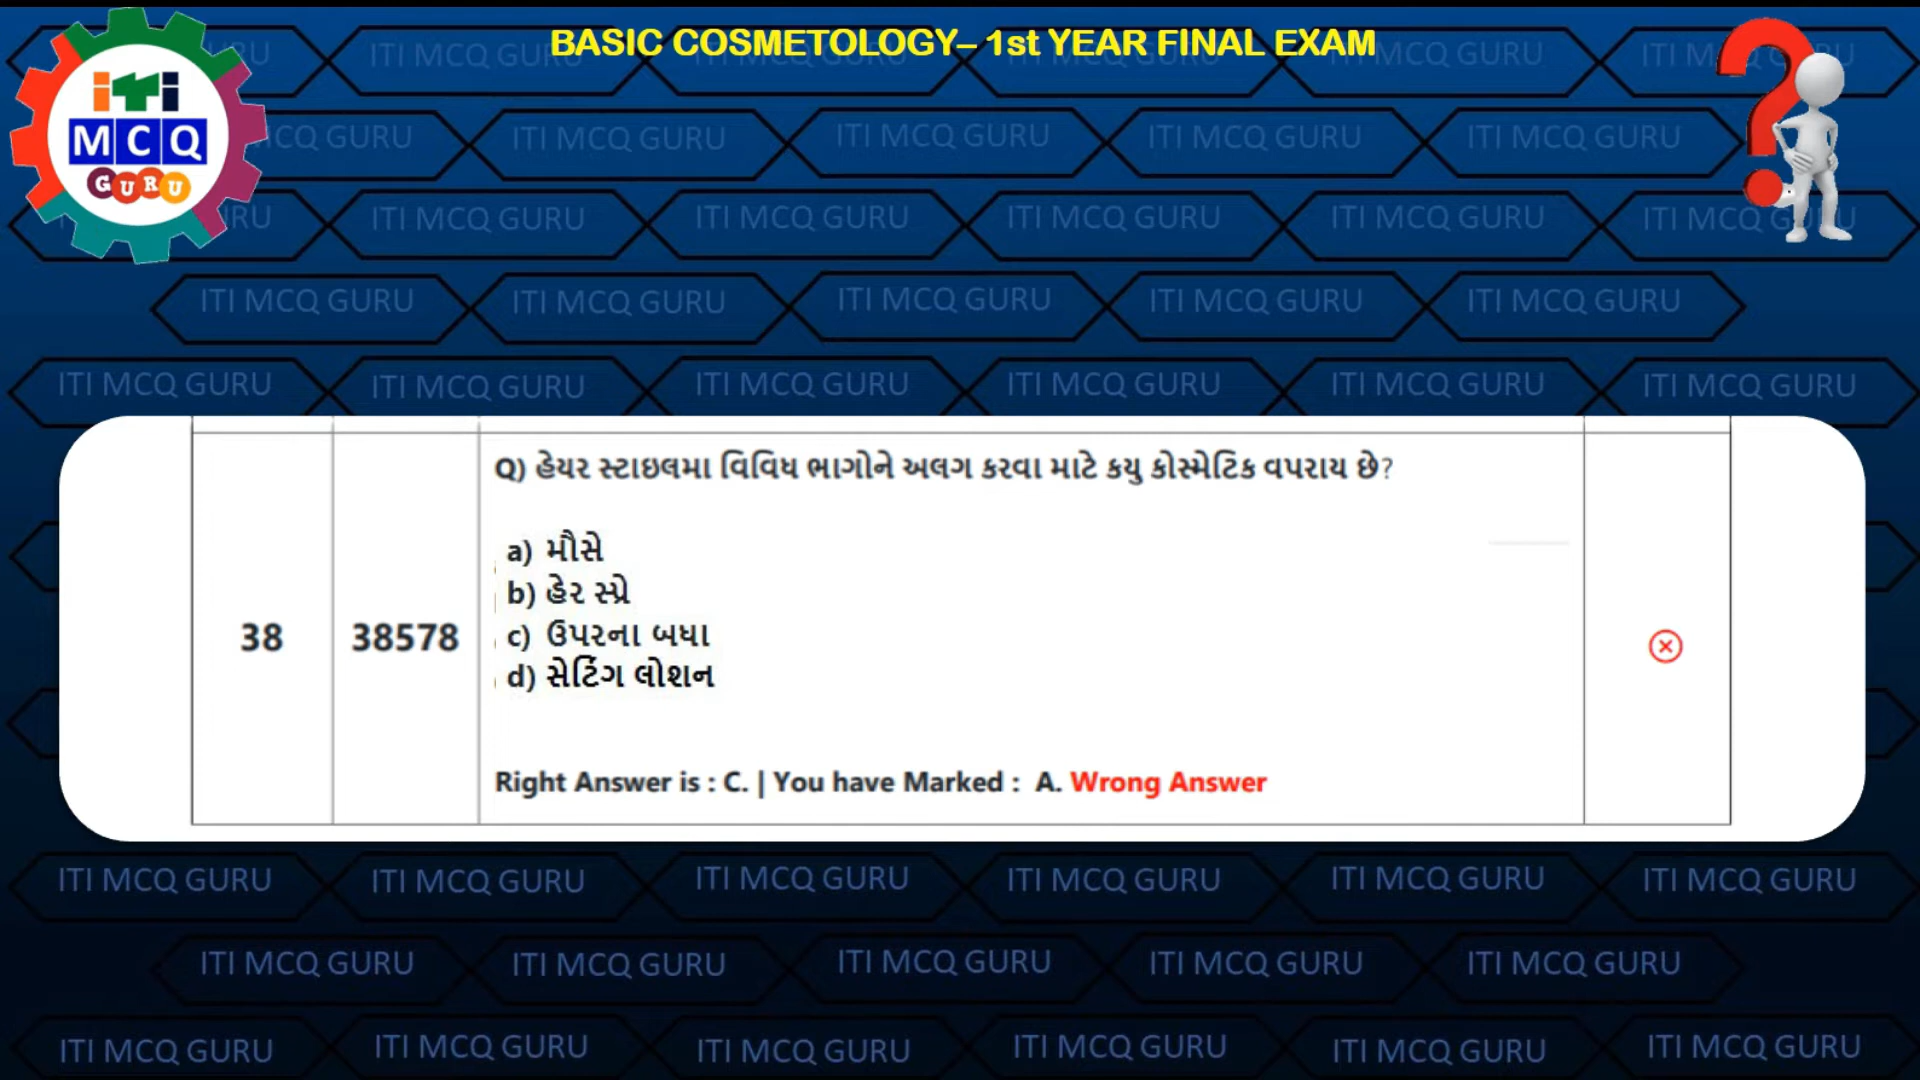 BASIC COSMETOLOGY– 1st YEAR FINAL EXAM
iTi
MCQ
GURU
38
38578
Q) હેયર સ્ટાઇલમા વિવિધ ભાગોને અલગ કરવા માટે કયુ કોસ્મેટિક વપરાય છે?
a) મૌસે
b) હેર સ્પ્રે
c) ઉપરના બધા
d) સેટિંગ લોશન
Right Answer is : C. | You have Marked : A. Wrong Answer
ITI MCQ GURU